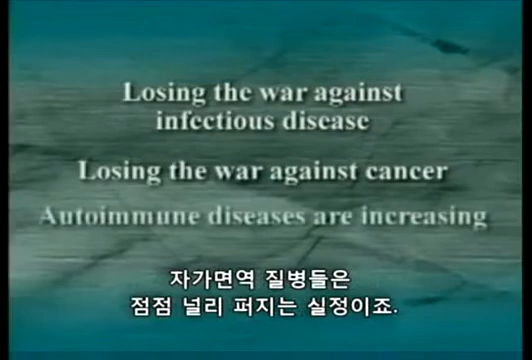 Losing the war against
infectious disease
Losing the war against cancer
Autoimmune diseases are increasing
자가면역 질병들은
점점 널리 퍼지는 실정이죠.